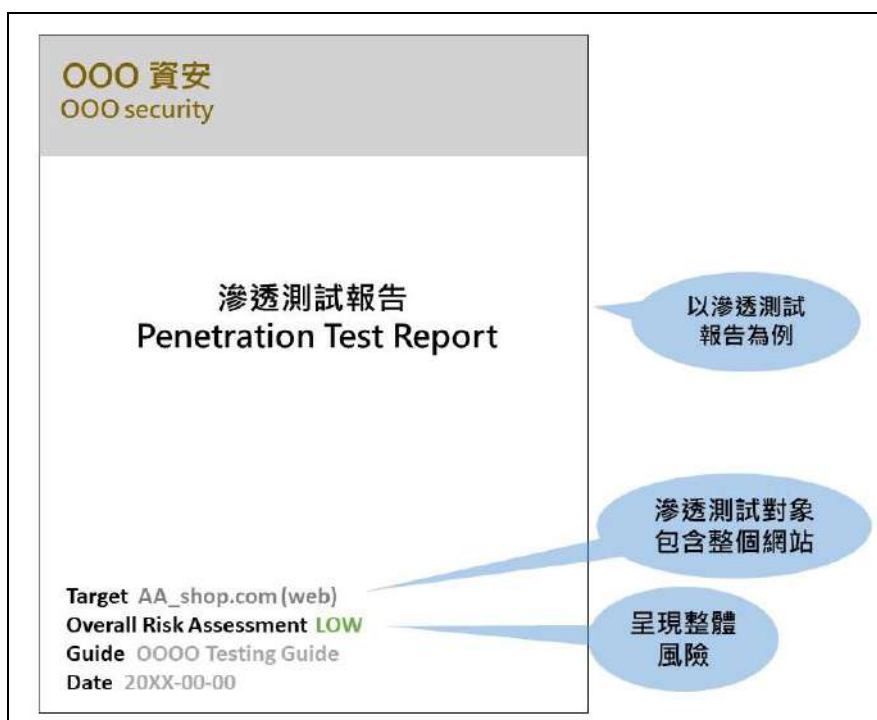 OOO 資安
OOO security
滲透測試報告
Penetration Test Report
以滲透測試
報告為例
滲透測試對象
包含整個網站
Target AA_shop.com (web)
Overall Risk Assessment LOW
Guide OOOO Testing Guide
Date 20XX-00-00
呈現整體
風險